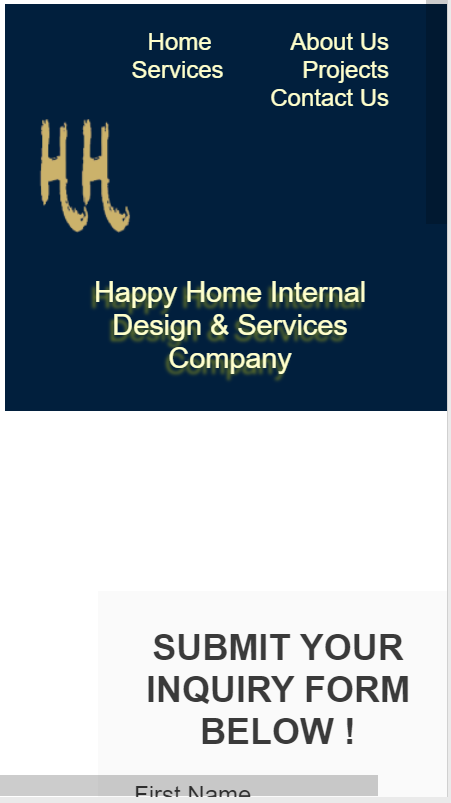 Home About Us
Services Projects
Contact Us
HH
Happy Home Internal
Design & Services
Company
SUBMIT YOUR
INQUIRY FORM
BELOW !
First Name